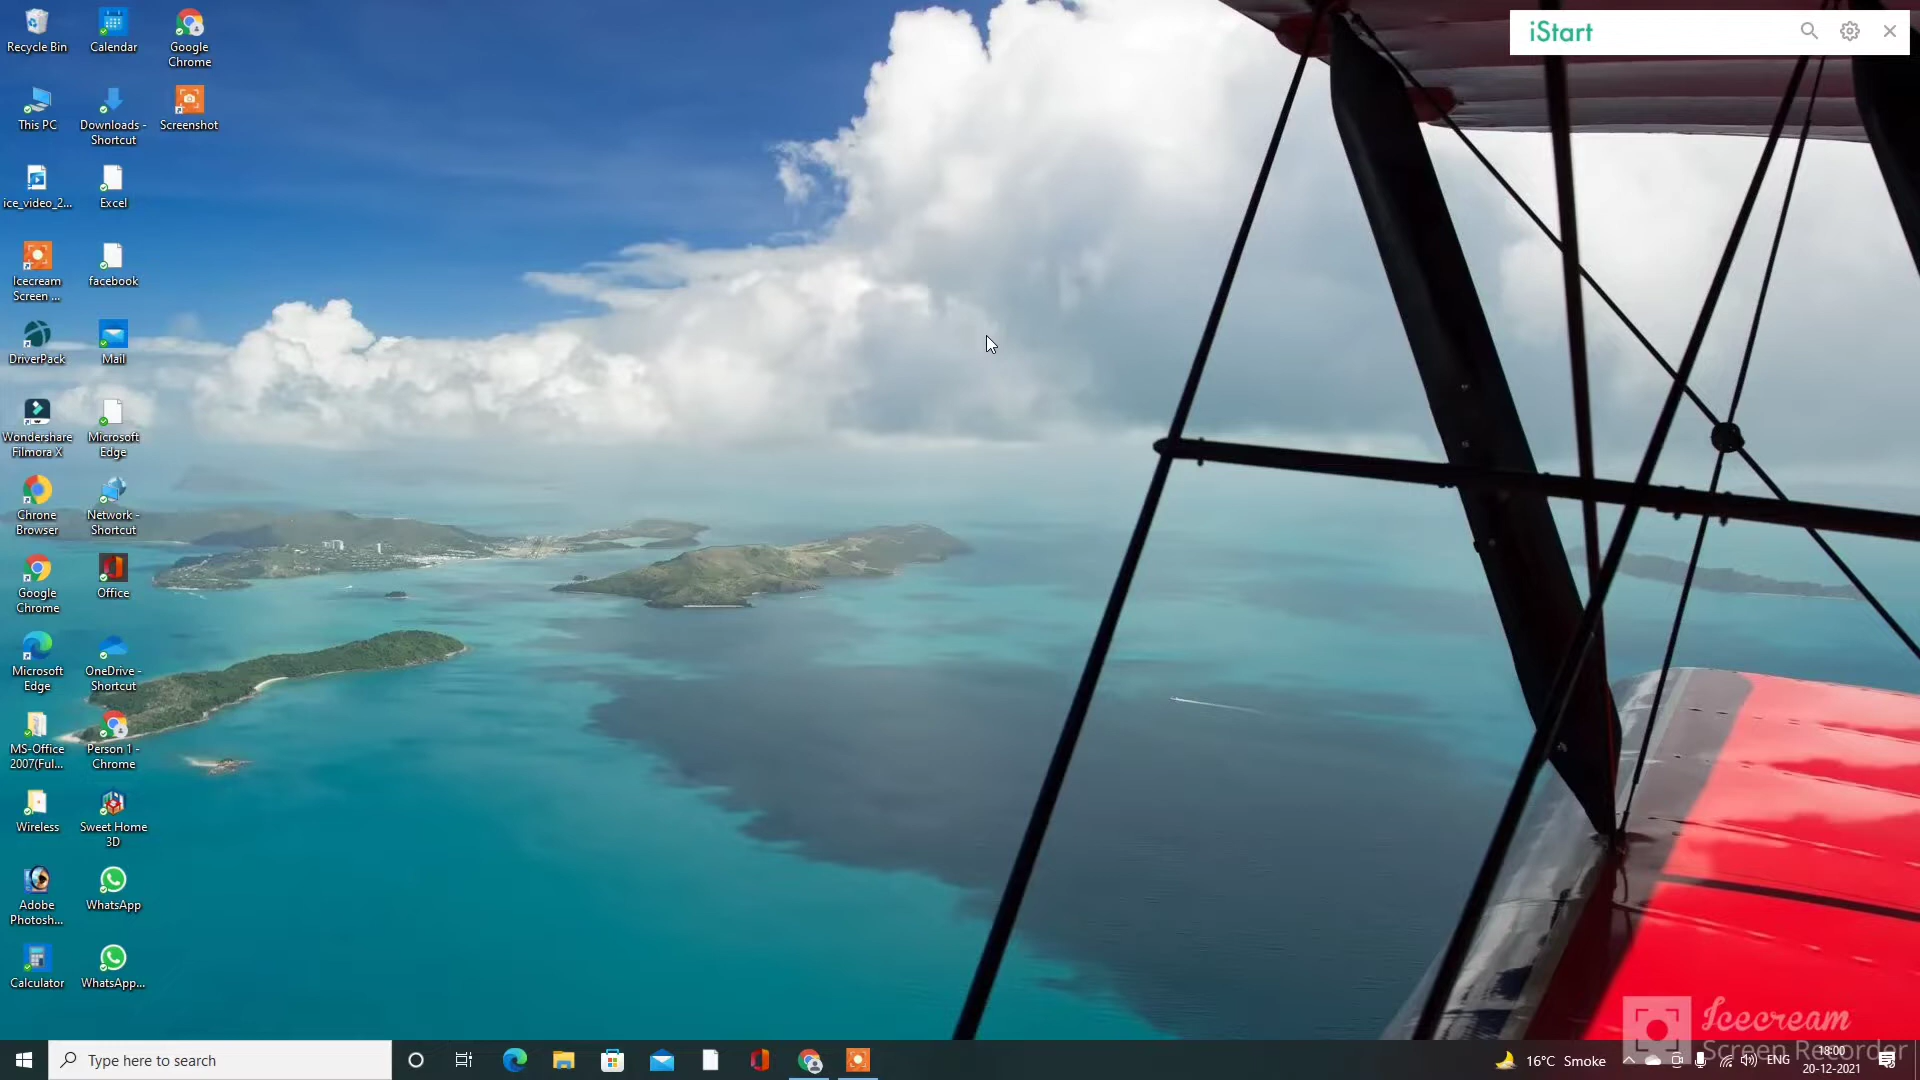 Recycle Bin
Calendar
Google
Chrome
This PC
Downloads -
Shortcut
Screenshot
ice_video_2...
Excel
Icecream
Screen ...
facebook
DriverPack
Mail
Wondershare
Filmora X
Microsoft
Edge
Chrone
Browser
Network -
Shortcut
Google
Chrome
Office
Microsoft
Edge
OneDrive -
Shortcut
MS-Office
2007(Ful...
Person 1 -
Chrome
Wireless
Sweet Home
3D
Adobe
Photosh...
WhatsApp
Calculator
WhatsApp...
iStart
Icecream
Screen Recorder
Type here to search
16°C Smoke
ENG
18:00
20-12-2021